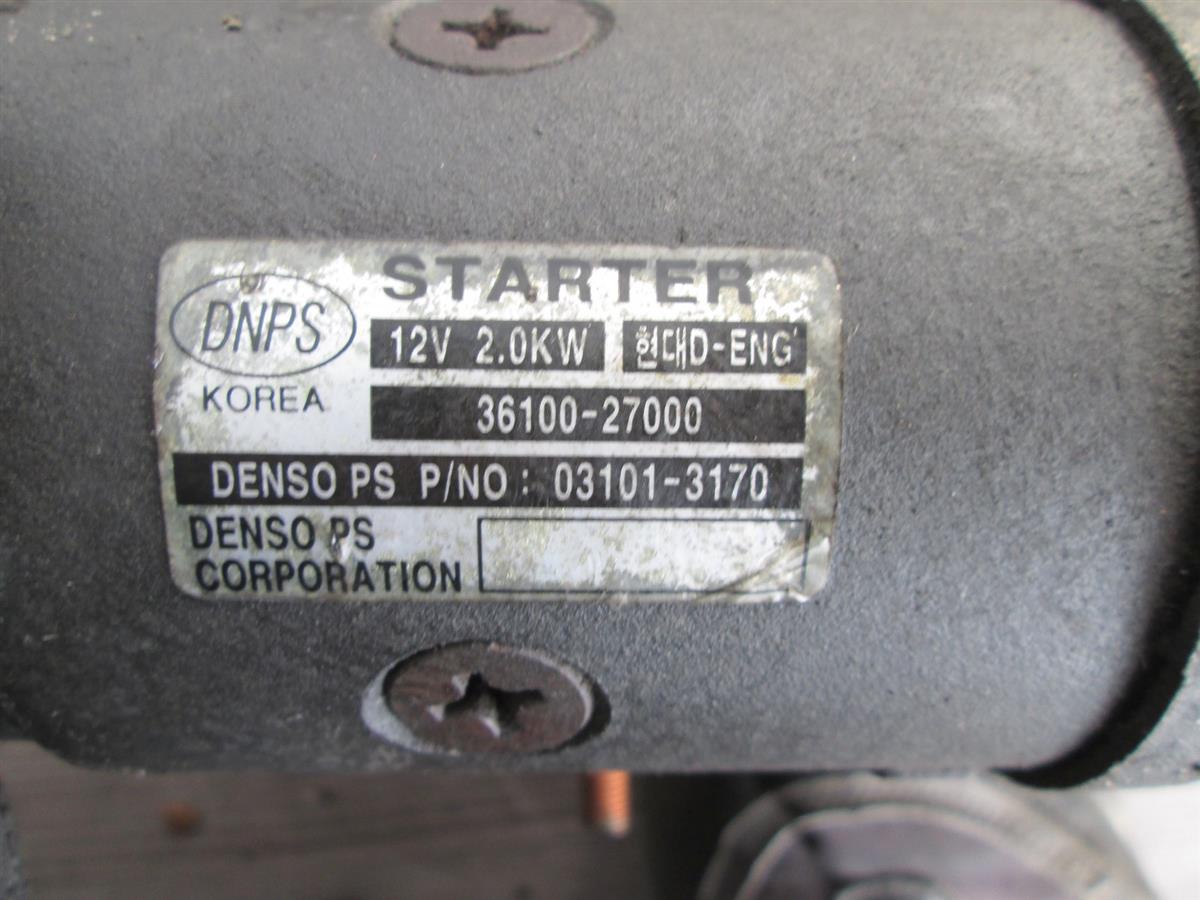 STARTER
DNPS
12V 2.0KW 현대D-ENG
KOREA
36100-27000
DENSO PS P/NO: 03101-3170
DENSO PS
CORPORATION